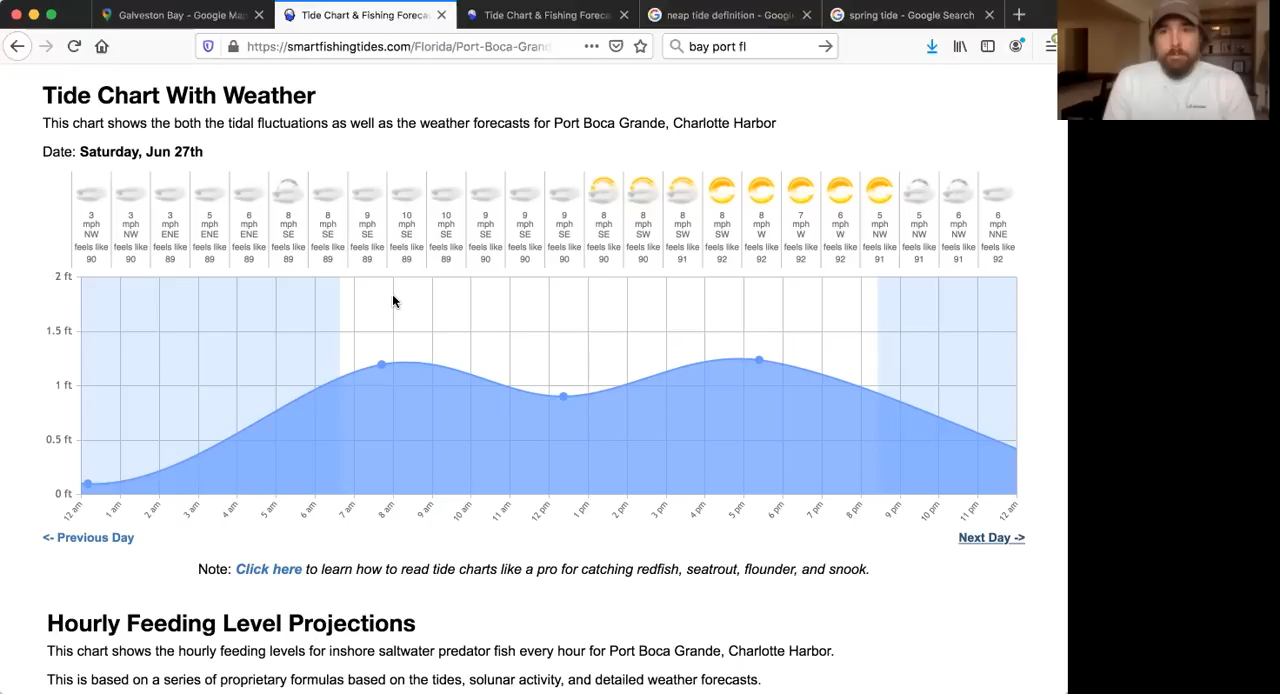 Galveston Bay - Google Ma
Tide Chart & Fishing Foreca
Tide Chart & Fishing Foreca
neap tide definition - Googl
spring tide - Google Search
https://smartfishingtides.com/Florida/Port-Boca-Grand
bay port fl
Tide Chart With Weather
This chart shows the both the tidal fluctuations as well as the weather forecasts for Port Boca Grande, Charlotte Harbor
Date: Saturday, Jun 27th
3 3 3 5 6 8 8 9 10 10 9 9 9 8 8 8 8 8 7 6 5 5 6 6
mph mph mph mph mph mph mph mph mph mph mph mph mph mph mph mph mph mph mph mph mph mph mph mph
NW NW ENE ENE ENE SE SE SE SE SE SE SE SE SE SW SW SW W W W NW NW NW NNE
feels like feels like feels like feels like feels like feels like feels like feels like feels like feels like feels like feels like feels like feels like feels like feels like feels like feels like feels like feels like feels like feels like feels like feels like
90 90 89 89 89 89 89 89 89 89 90 90 90 90 90 91 92 92 92 92 91 91 91 92
2 ft
1.5 ft
1 ft
0.5 ft
0 ft
12 am 1 am 2 am 3 am 4 am 5 am 6 am 7 am 8 am 9 am 10 am 11 am 12 pm 1 pm 2 pm 3 pm 4 pm 5 pm 6 pm 7 pm 8 pm 9 pm 10 pm 11 pm 12 am
<- Previous Day
Next Day ->
Note: Click here to learn how to read tide charts like a pro for catching redfish, seatrout, flounder, and snook.
Hourly Feeding Level Projections
This chart shows the hourly feeding levels for inshore saltwater predator fish every hour for Port Boca Grande, Charlotte Harbor.
This is based on a series of proprietary formulas based on the tides, solunar activity, and detailed weather forecasts.